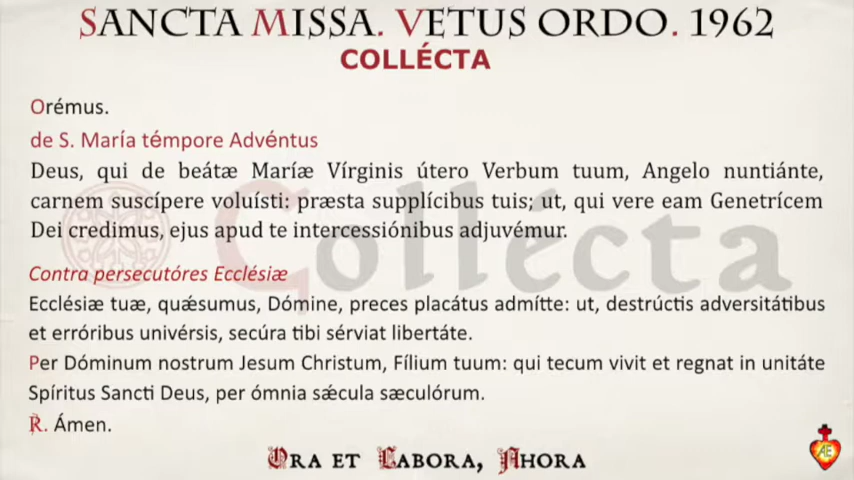 SANCTA MISSA. VETUS ORDO. 1962
COLLÉCTA
Orémus.
de S. María témpore Advéntus
Deus, qui de beátæ Maríæ Vírginis útero Verbum tuum, Angelo nuntiánte,
carnem suscípere voluísti: præsta supplícibus tuis; ut, qui vere eam Genetrícem
Dei credimus, ejus apud te intercessiónibus adjuvémur.
Contra persecutóres Ecclésiæ
Ecclésiæ tuæ, quǽsumus, Dómine, preces placátus admítte: ut, destrúctis adversitátibus
et erróribus univérsis, secúra tibi sérviat libertáte.
Per Dóminum nostrum Jesum Christum, Fílium tuum: qui tecum vivit et regnat in unitáte
Spíritus Sancti Deus, per ómnia sǽcula sæculórum.
℟. Ámen.
Collécta
ORA ET LABORA, AHORA
AE